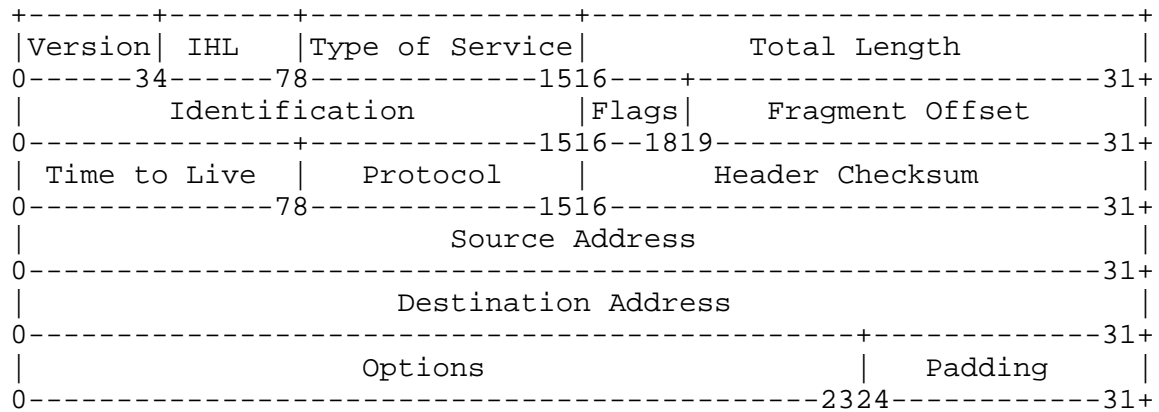 +-------+-------+---------------+-------------------------------+
|Version| IHL   |Type of Service|         Total Length          |
0------34------78-------------1516----+-----------------------31+
|        Identification         |Flags|    Fragment Offset      |
0---------------+-------------1516--1819----------------------31+
| Time to Live  |   Protocol    |       Header Checksum         |
0--------------78-------------1516----------------------------31+
|                        Source Address                         |
0-------------------------------------------------------------31+
|                     Destination Address                       |
0-----------------------------------------------+-------------31+
|                   Options                     |   Padding     |
0---------------------------------------------2324------------31+